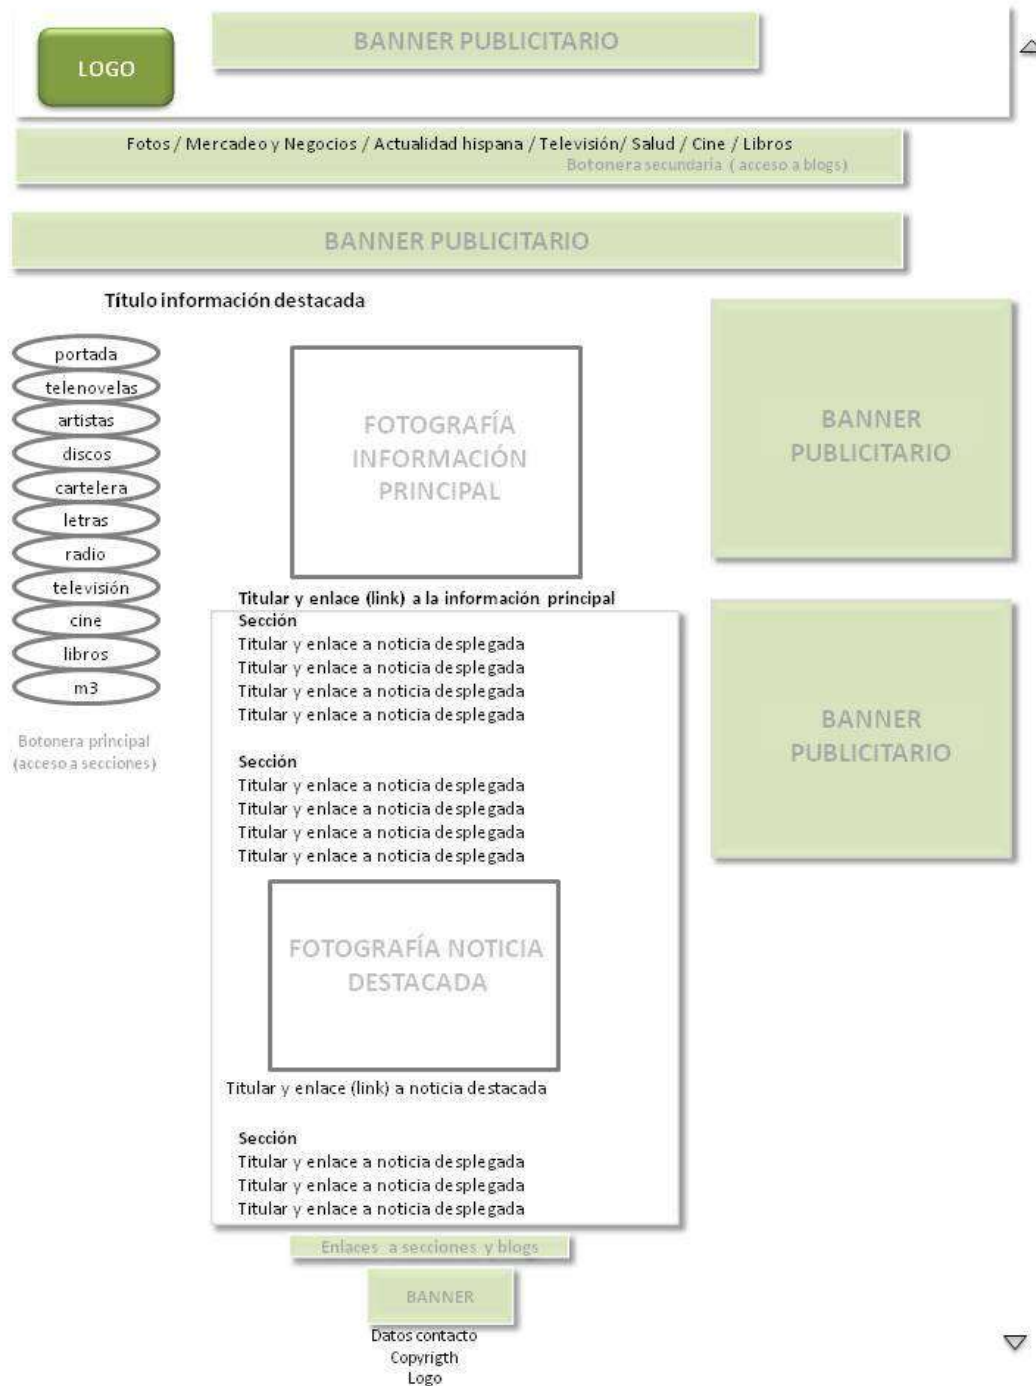 LOGO
BANNER PUBLICITARIO
Fotos / Mercadeo y Negocios / Actualidad hispana / Televisión/ Salud / Cine / Libros
Botonera secundaria ( acceso a blogs)
BANNER PUBLICITARIO
Título información destacada
portada
telenovelas
artistas
discos
cartelera
letras
radio
televisión
cine
libros
m3
Botonera principal
(acceso a secciones)
FOTOGRAFÍA
INFORMACIÓN
PRINCIPAL
Titular y enlace (link) a la información principal
Sección
Titular y enlace a noticia desplegada
Titular y enlace a noticia desplegada
Titular y enlace a noticia desplegada
Titular y enlace a noticia desplegada
Sección
Titular y enlace a noticia desplegada
Titular y enlace a noticia desplegada
Titular y enlace a noticia desplegada
Titular y enlace a noticia desplegada
FOTOGRAFÍA NOTICIA
DESTACADA
Titular y enlace (link) a noticia destacada
Sección
Titular y enlace a noticia desplegada
Titular y enlace a noticia desplegada
Titular y enlace a noticia desplegada
BANNER
PUBLICITARIO
BANNER
PUBLICITARIO
Enlaces a secciones y blogs
BANNER
Datos contacto
Copyrigth
Logo